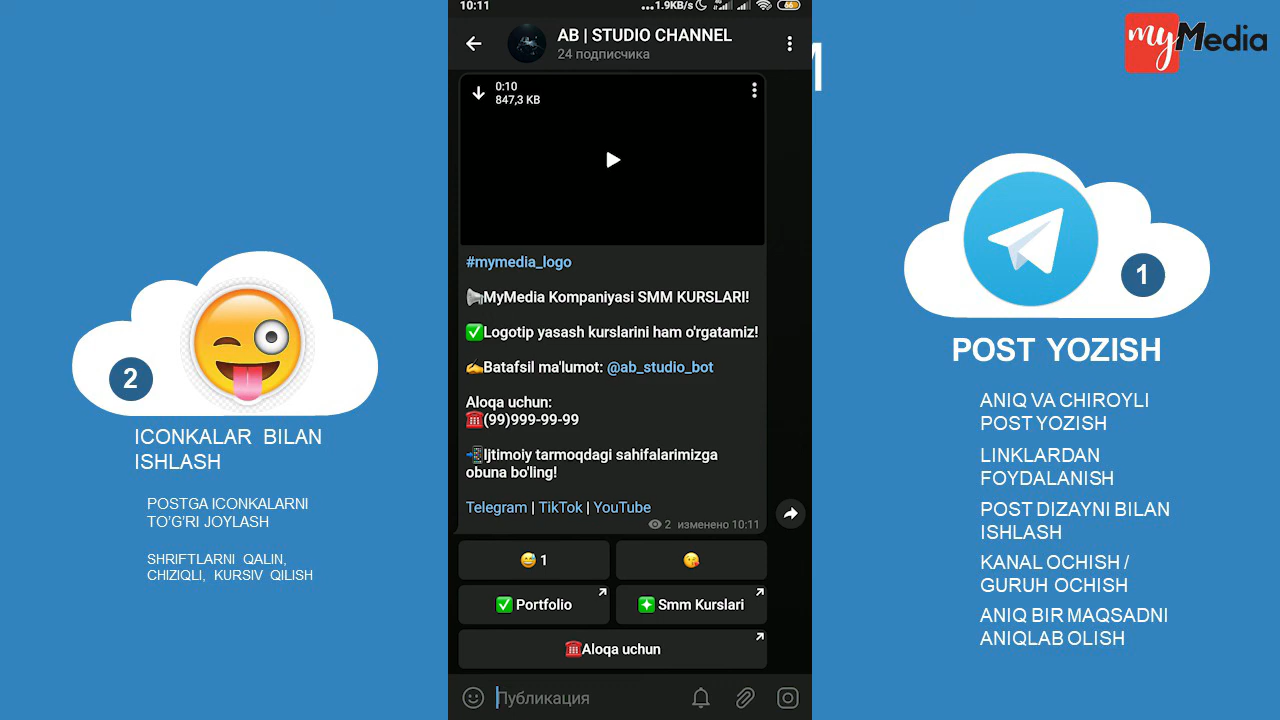 10:11
...1.9KB/s
66
AB | STUDIO CHANNEL
24 подписчика
0:10
847,3 KB
#mymedia_logo
MyMedia Kompaniyasi SMM KURSLARI!
✅Logotip yasash kurslarini ham o'rgatamiz!
✍Batafsil ma'lumot: @ab_studio_bot
Aloqa uchun:
☎(99)999-99-99
📲Ijtimoiy tarmoqdagi sahifalarimizga
obuna bo'ling!
Telegram | TikTok | YouTube
2 изменено 10:11
😅 1
😘
✅ Portfolio
Smm Kurslari
☎Aloqa uchun
Публикация
myMedia
M
2
ICONKALAR BILAN
ISHLASH
POSTGA ICONKALARNI
TO'G'RI JOYLASH
SHRIFTLARNI QALIN,
CHIZIQLI, KURSIV QILISH
1
POST YOZISH
ANIQ VA CHIROYLI
POST YOZISH
LINKLARDAN
FOYDALANISH
POST DIZAYNI BILAN
ISHLASH
KANAL OCHISH /
GURUH OCHISH
ANIQ BIR MAQSADNI
ANIQLAB OLISH